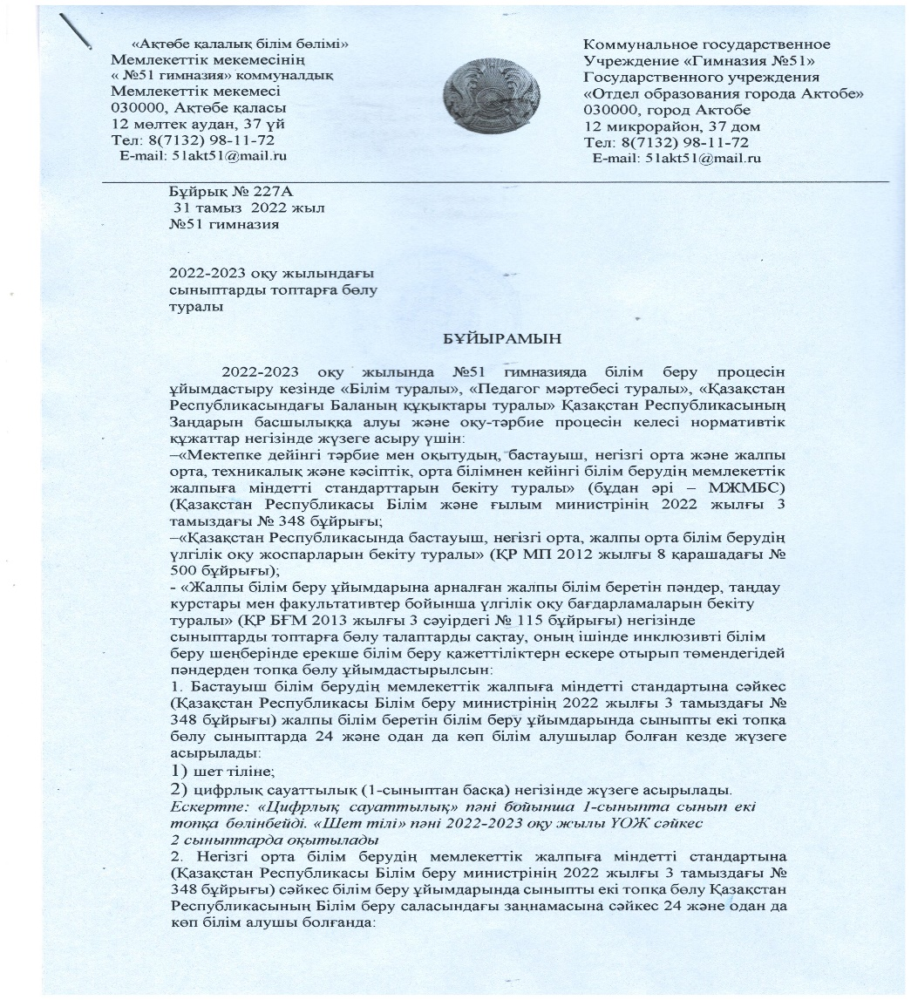 «Ақтөбе қалалық білім бөлімі»
Мемлекеттік мекемесінің
« №51 гимназия» коммуналдық
Мемлекеттік мекемесі
030000, Ақтөбе қаласы
12 мөлтек аудан, 37 үй
Тел: 8(7132) 98-11-72
E-mail: 51akt51@mail.ru
Коммунальное государственное
Учреждение «Гимназия №51»
Государственного учреждения
«Отдел образования города Актобе»
030000, город Актобе
12 микрорайон, 37 дом
Тел: 8(7132) 98-11-72
E-mail: 51akt51@mail.ru
Бұйрық № 227А
31 тамыз 2022 жыл
№51 гимназия
2022-2023 оқу жылындағы
сыныптарды топтарға бөлу
туралы
БҰЙЫРАМЫН
2022-2023 оқу жылында №51 гимназияда білім беру процесін
ұйымдастыру кезінде «Білім туралы», «Педагог мәртебесі туралы», «Қазақстан
Республикасындағы Баланың құқықтары туралы» Қазақстан Республикасының
Заңдарын басшылыққа алуы және оқу-тәрбие процесін келесі нормативтік
құжаттар негізінде жүзеге асыру үшін:
–«Мектепке дейінгі тәрбие мен оқытудың, бастауыш, негізгі орта және жалпы
орта, техникалық және кәсіптік, орта білімнен кейінгі білім берудің мемлекеттік
жалпыға міндетті стандарттарын бекіту туралы» (бұдан әрі – МЖМБС)
(Қазақстан Республикасы Білім және ғылым министрінің 2022 жылғы 3
тамыздағы № 348 бұйрығы;
–«Қазақстан Республикасында бастауыш, негізгі орта, жалпы орта білім берудің
үлгілік оқу жоспарларын бекіту туралы» (ҚР МП 2012 жылғы 8 қарашадағы №
500 бұйрығы);
- «Жалпы білім беру ұйымдарына арналған жалпы білім беретін пәндер, таңдау
курстары мен факультативтер бойынша үлгілік оқу бағдарламаларын бекіту
туралы» (ҚР БҒМ 2013 жылғы 3 сәуірдегі № 115 бұйрығы) негізінде
сыныптарды топтарға бөлу талаптарды сақтау, оның ішінде инклюзивті білім
беру шеңберінде ерекше білім беру қажеттіліктерн ескере отырып төмендегідей
пәндерден топқа бөлу ұйымдастырылсын:
1. Бастауыш білім берудің мемлекеттік жалпыға міндетті стандартына сәйкес
(Қазақстан Республикасы Білім беру министрінің 2022 жылғы 3 тамыздағы №
348 бұйрығы) жалпы білім беретін білім беру ұйымдарында сыныпты екі топқа
бөлу сыныптарда 24 және одан да көп білім алушылар болған кезде жүзеге
асырылады:
1) шет тіліне;
2) цифрлық сауаттылық (1-сыныптан басқа) негізінде жүзеге асырылады.
Ескертпе: «Цифрлық сауаттылық» пәні бойынша 1-сыныпта сынып екі
топқа бөлінбейді. «Шет тілі» пәні 2022-2023 оқу жылы ҮОЖ сәйкес
2 сыныптарда оқытылады
2. Негізгі орта білім берудің мемлекеттік жалпыға міндетті стандартына
(Қазақстан Республикасы Білім беру министрінің 2022 жылғы 3 тамыздағы №
348 бұйрығы) сәйкес білім беру ұйымдарында сыныпты екі топқа бөлу Қазақстан
Республикасының Білім беру саласындағы заңнамасына сәйкес 24 және одан да
көп білім алушы болғанда: